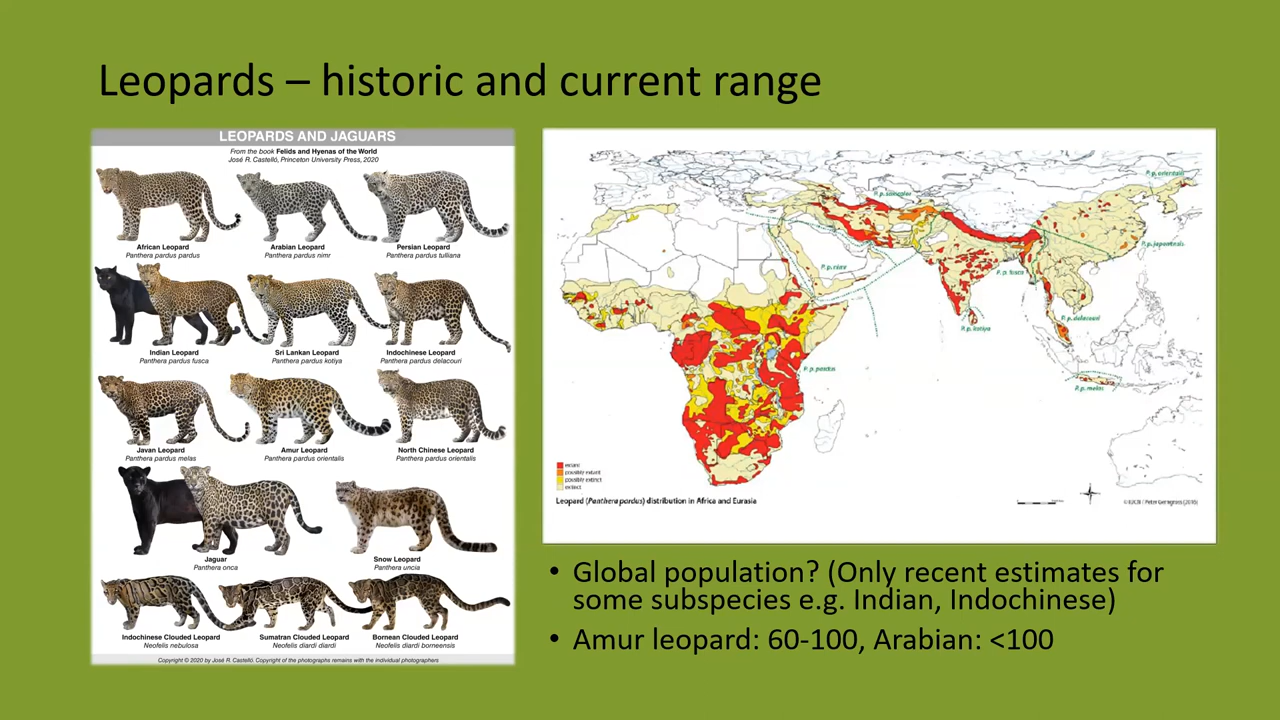 Leopards – historic and current range
LEOPARDS AND JAGUARS
From the book Felids and Hyenas of the World
José R. Castelló, Princeton University Press, 2020
African Leopard
Panthera pardus pardus
Arabian Leopard
Panthera pardus nimr
Persian Leopard
Panthera pardus tulliana
Indian Leopard
Panthera pardus fusca
Sri Lankan Leopard
Panthera pardus kotiya
Indochinese Leopard
Panthera pardus delacouri
Javan Leopard
Panthera pardus melas
Amur Leopard
Panthera pardus orientalis
North Chinese Leopard
Panthera pardus orientalis
Jaguar
Panthera onca
Snow Leopard
Panthera uncia
Indochinese Clouded Leopard
Neofelis nebulosa
Sumatran Clouded Leopard
Neofelis diardi diardi
Bornean Clouded Leopard
Neofelis diardi borneensis
Copyright © 2020 by José R. Castelló. Copyright of the photographs remains with the individual photographers
P. p. orientalis
P. p. saxicolor
P. p. japonensis
P. p. nimr
P. p. fusca
P. p. delacouri
P. p. kotiya
P. p. pardus
P. p. melas
extant
possibly extant
possibly extinct
extinct
Leopard (Panthera pardus) distribution in Africa and Eurasia
• Global population? (Only recent estimates for
some subspecies e.g. Indian, Indochinese)
• Amur leopard: 60-100, Arabian: <100